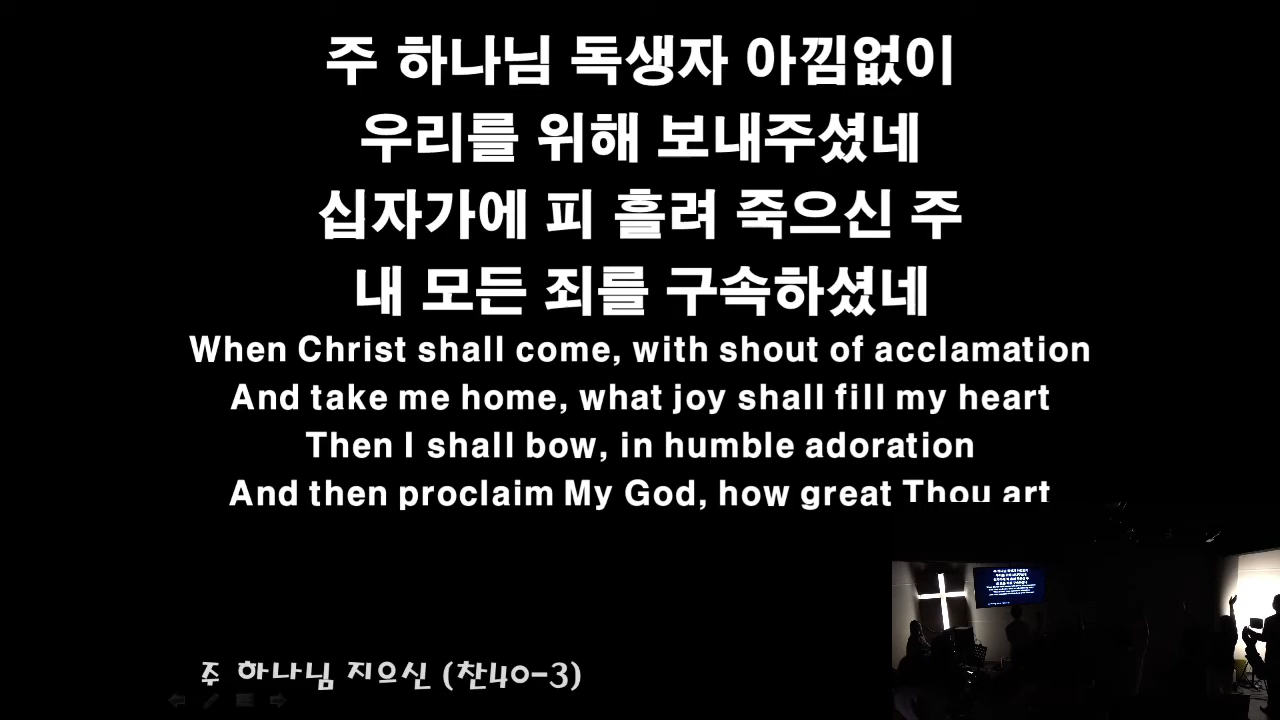 주 하나님 독생자 아낌없이
우리를 위해 보내주셨네
십자가에 피 흘려 죽으신 주
내 모든 죄를 구속하셨네
When Christ shall come, with shout of acclamation
And take me home, what joy shall fill my heart
Then I shall bow, in humble adoration
And then proclaim My God, how great Thou art
주 하나님 지으신 (찬40-3)